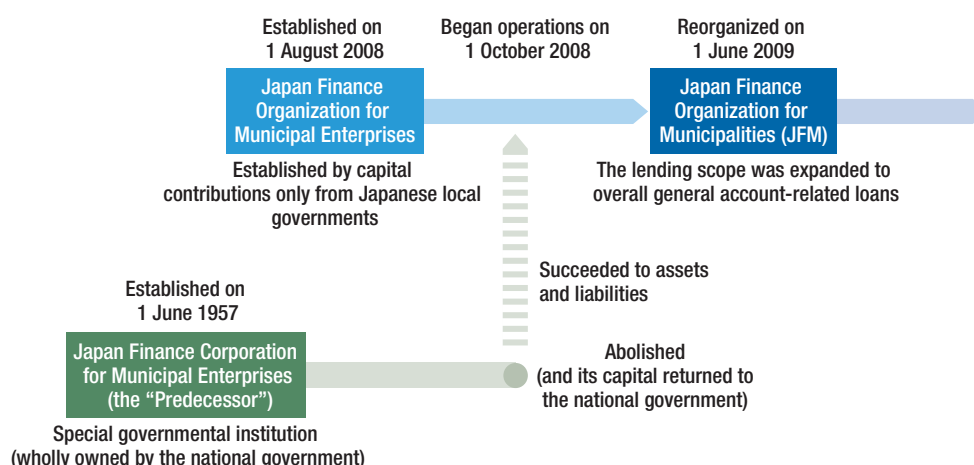 Established on
1 August 2008
Began operations on
1 October 2008
Reorganized on
1 June 2009
Japan Finance
Organization for
Municipal Enterprises
Japan Finance
Organization for
Municipalities (JFM)
Established by capital
contributions only from Japanese local
governments
The lending scope was expanded to
overall general account-related loans
Succeeded to assets
and liabilities
Established on
1 June 1957
Japan Finance Corporation
for Municipal Enterprises
(the “Predecessor”)
Abolished
(and its capital returned to
the national government)
Special governmental institution
(wholly owned by the national government)